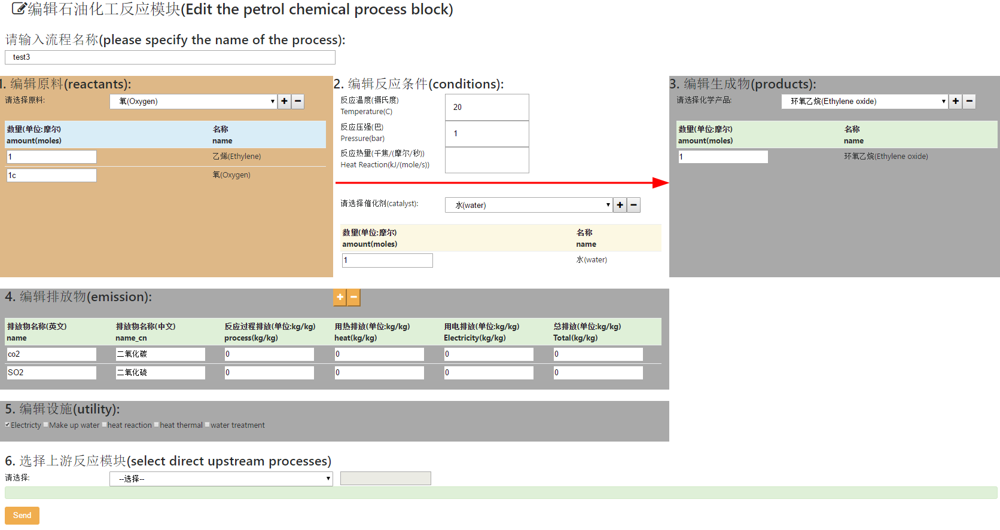 编辑石油化工反应模块(Edit the petrol chemical process block)
请输入流程名称(please specify the name of the process):
test3
1. 编辑原料(reactants):
请选择原料:
氧(Oxygen)
数量(单位:摩尔)
amount(moles)
名称
name
1
乙烯(Ethylene)
1c
氧(Oxygen)
2. 编辑反应条件(conditions):
反应温度(摄氏度)
Temperature(C)
20
反应压强(巴)
Pressure(bar)
1
反应热量(千焦/(摩尔/秒))
Heat Reaction(kJ/(mole/s))
请选择催化剂(catalyst):
水(water)
数量(单位:摩尔)
amount(moles)
名称
name
1
水(water)
3. 编辑生成物(products):
请选择化学产品:
环氧乙烷(Ethylene oxide)
数量(单位:摩尔)
amount(moles)
名称
name
1
环氧乙烷(Ethylene oxide)
4. 编辑排放物(emission):
排放物名称(英文)
name
排放物名称(中文)
name_cn
反应过程排放(单位:kg/kg)
process(kg/kg)
用热排放(单位:kg/kg)
heat(kg/kg)
用电排放(单位:kg/kg)
Electricity(kg/kg)
总排放(单位:kg/kg)
Total(kg/kg)
co2 二氧化碳 0 0 0 0
SO2 二氧化硫 0 0 0 0
5. 编辑设施(utility):
Electricty Make up water heat reaction heat thermal water treatment
6. 选择上游反应模块(select direct upstream processes)
请选择:
--选择--
Send